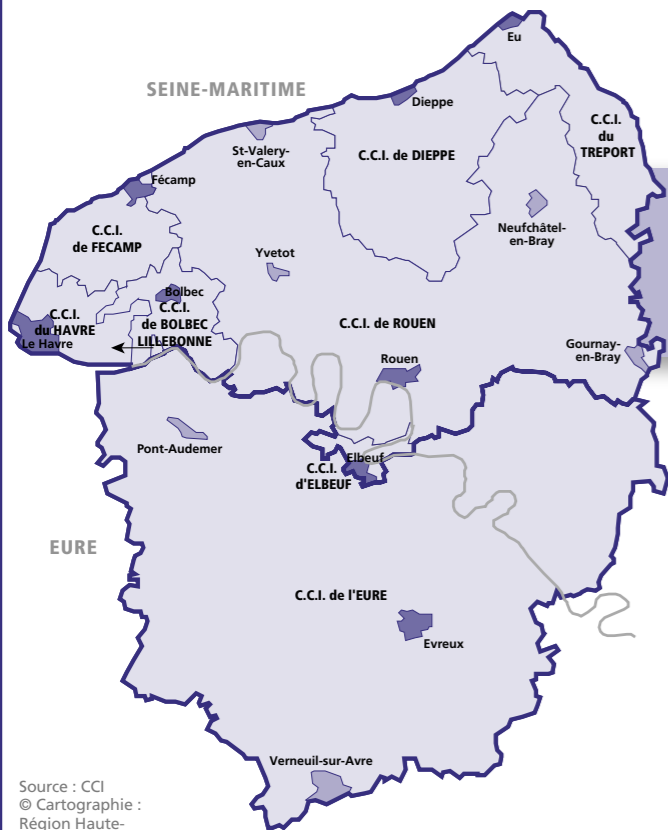 Eu
SEINE-MARITIME
Dieppe
C.C.I.
du
TREPORT
St-Valery-
en-Caux
C.C.I. de DIEPPE
Fécamp
Neufchâtel-
en-Bray
C.C.I.
de FECAMP
Yvetot
Bolbec
C.C.I.
du HAVRE
Le Havre
C.C.I.
de BOLBEC
LILLEBONNE
C.C.I. de ROUEN
Gournay-
en-Bray
Rouen
Pont-Audemer
Elbeuf
C.C.I.
d'ELBEUF
EURE
C.C.I. de l'EURE
Evreux
Verneuil-sur-Avre
Source : CCI
© Cartographie :
Région Haute-